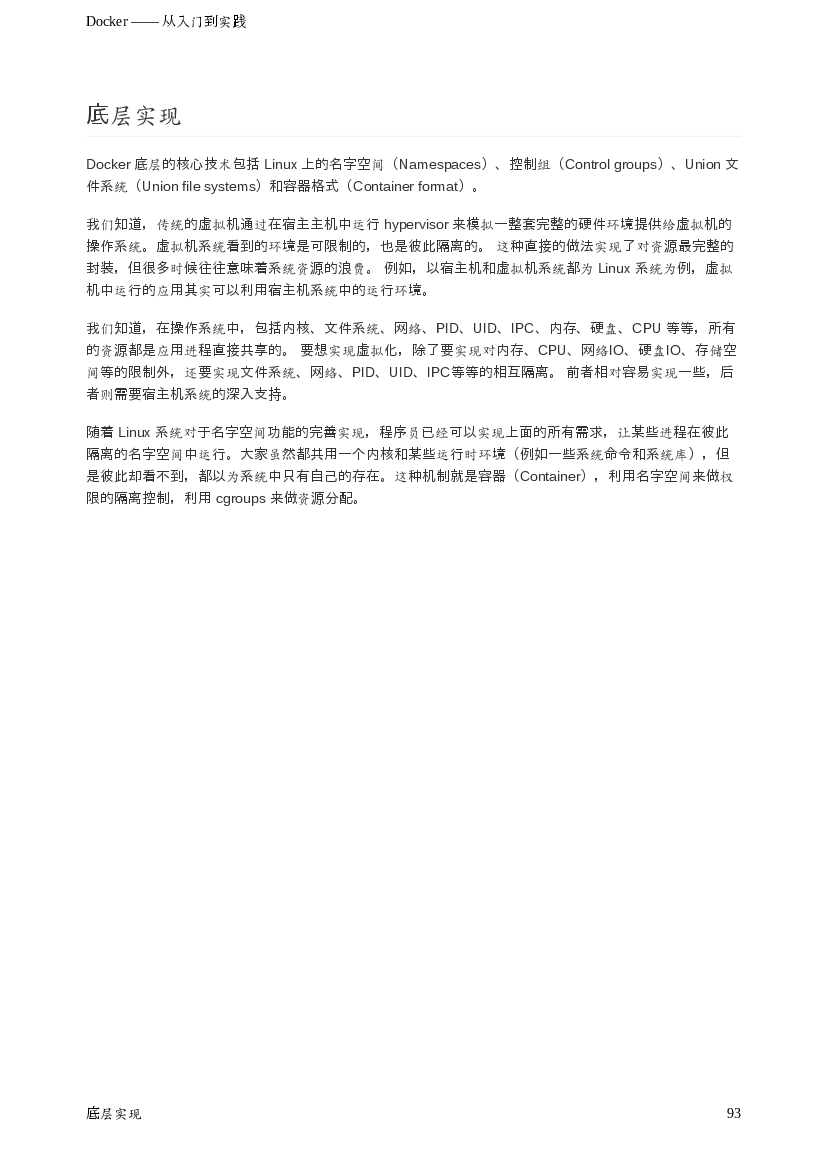 Docker —— 从入门到实践
底层实现
Docker 底层的核心技术包括 Linux 上的名字空间（Namespaces）、控制组（Control groups）、Union 文
件系统（Union file systems）和容器格式（Container format）。
我们知道，传统的虚拟机通过在宿主主机中运行 hypervisor 来模拟一整套完整的硬件环境提供给虚拟机的
操作系统。虚拟机系统看到的环境是可限制的，也是彼此隔离的。 这种直接的做法实现了对资源最完整的
封装，但很多时候往往意味着系统资源的浪费。 例如，以宿主机和虚拟机系统都为 Linux 系统为例，虚拟
机中运行的应用其实可以利用宿主机系统中的运行环境。
我们知道，在操作系统中，包括内核、文件系统、网络、PID、UID、IPC、内存、硬盘、CPU 等等，所有
的资源都是应用进程直接共享的。 要想实现虚拟化，除了要实现对内存、CPU、网络IO、硬盘IO、存储空
间等的限制外，还要实现文件系统、网络、PID、UID、IPC等等的相互隔离。 前者相对容易实现一些，后
者则需要宿主机系统的深入支持。
随着 Linux 系统对于名字空间功能的完善实现，程序员已经可以实现上面的所有需求，让某些进程在彼此
隔离的名字空间中运行。大家虽然都共用一个内核和某些运行时环境（例如一些系统命令和系统库），但
是彼此却看不到，都以为系统中只有自己的存在。这种机制就是容器（Container），利用名字空间来做权
限的隔离控制，利用 cgroups 来做资源分配。
底层实现
93